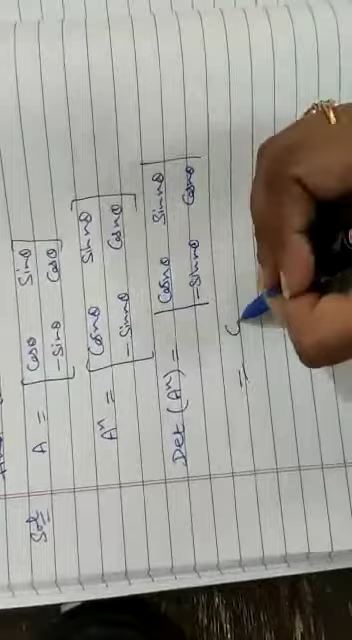 Sol
A = [ Cosθ Sinθ
-Sinθ Cosθ ]
Aⁿ = [ Cosnθ Sinnθ
-Sinnθ Cosnθ ]
Det (Aⁿ) = | Cosnθ Sinnθ
-Sinnθ Cosnθ |
= C